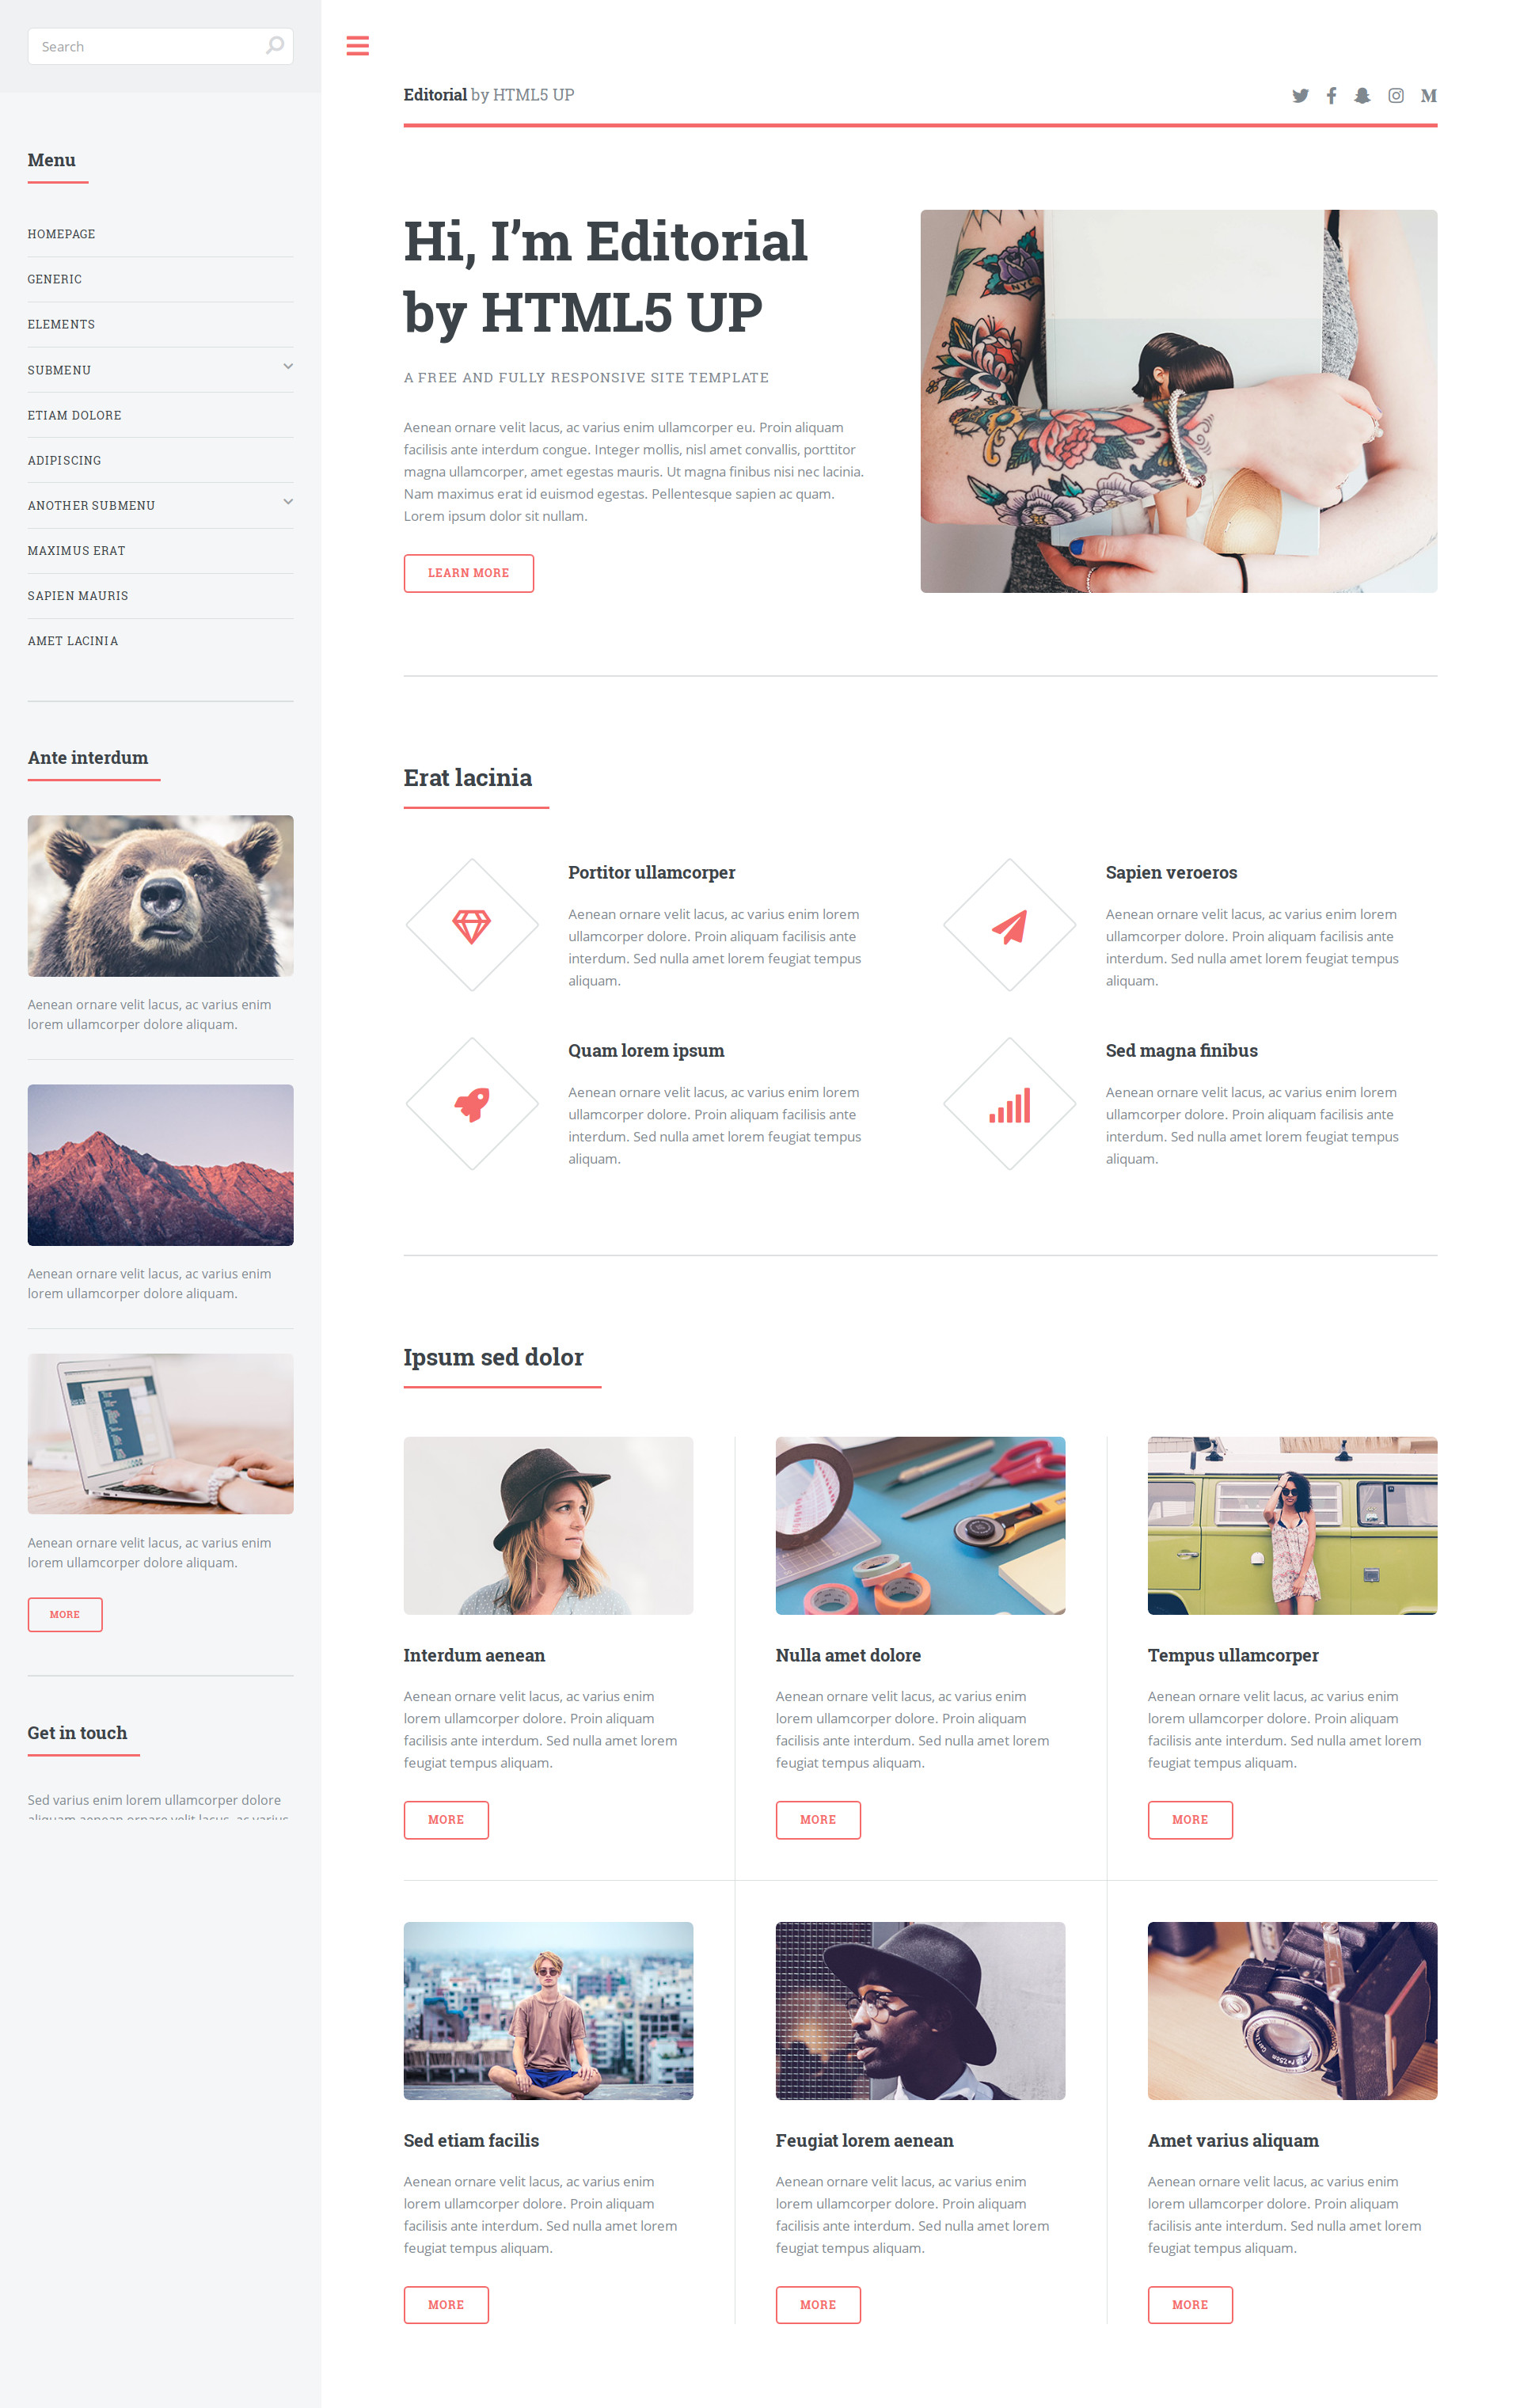 Search
Menu
HOMEPAGE
GENERIC
ELEMENTS
SUBMENU
ETIAM DOLORE
ADIPISCING
ANOTHER SUBMENU
MAXIMUS ERAT
SAPIEN MAURIS
AMET LACINIA
Ante interdum
Aenean ornare velit lacus, ac varius enim
lorem ullamcorper dolore aliquam.
Aenean ornare velit lacus, ac varius enim
lorem ullamcorper dolore aliquam.
Aenean ornare velit lacus, ac varius enim
lorem ullamcorper dolore aliquam.
MORE
Get in touch
Sed varius enim lorem ullamcorper dolore
aliquam aenean ornare velit lacus, ac varius
Editorial by HTML5 UP
Hi, I’m Editorial
by HTML5 UP
A FREE AND FULLY RESPONSIVE SITE TEMPLATE
Aenean ornare velit lacus, ac varius enim ullamcorper eu. Proin aliquam
facilisis ante interdum congue. Integer mollis, nisl amet convallis, porttitor
magna ullamcorper, amet egestas mauris. Ut magna finibus nisi nec lacinia.
Nam maximus erat id euismod egestas. Pellentesque sapien ac quam.
Lorem ipsum dolor sit nullam.
LEARN MORE
NYC
Erat lacinia
Portitor ullamcorper
Aenean ornare velit lacus, ac varius enim lorem
ullamcorper dolore. Proin aliquam facilisis ante
interdum. Sed nulla amet lorem feugiat tempus
aliquam.
Sapien veroeros
Aenean ornare velit lacus, ac varius enim lorem
ullamcorper dolore. Proin aliquam facilisis ante
interdum. Sed nulla amet lorem feugiat tempus
aliquam.
Quam lorem ipsum
Aenean ornare velit lacus, ac varius enim lorem
ullamcorper dolore. Proin aliquam facilisis ante
interdum. Sed nulla amet lorem feugiat tempus
aliquam.
Sed magna finibus
Aenean ornare velit lacus, ac varius enim lorem
ullamcorper dolore. Proin aliquam facilisis ante
interdum. Sed nulla amet lorem feugiat tempus
aliquam.
Ipsum sed dolor
Interdum aenean
Aenean ornare velit lacus, ac varius enim
lorem ullamcorper dolore. Proin aliquam
facilisis ante interdum. Sed nulla amet lorem
feugiat tempus aliquam.
MORE
Nulla amet dolore
Aenean ornare velit lacus, ac varius enim
lorem ullamcorper dolore. Proin aliquam
facilisis ante interdum. Sed nulla amet lorem
feugiat tempus aliquam.
MORE
Tempus ullamcorper
Aenean ornare velit lacus, ac varius enim
lorem ullamcorper dolore. Proin aliquam
facilisis ante interdum. Sed nulla amet lorem
feugiat tempus aliquam.
MORE
Sed etiam facilis
Aenean ornare velit lacus, ac varius enim
lorem ullamcorper dolore. Proin aliquam
facilisis ante interdum. Sed nulla amet lorem
feugiat tempus aliquam.
MORE
Feugiat lorem aenean
Aenean ornare velit lacus, ac varius enim
lorem ullamcorper dolore. Proin aliquam
facilisis ante interdum. Sed nulla amet lorem
feugiat tempus aliquam.
MORE
Amet varius aliquam
Aenean ornare velit lacus, ac varius enim
lorem ullamcorper dolore. Proin aliquam
facilisis ante interdum. Sed nulla amet lorem
feugiat tempus aliquam.
MORE